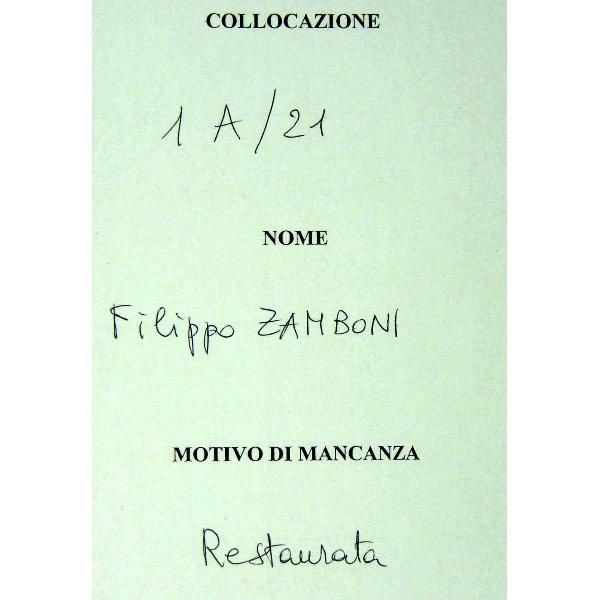 COLLOCAZIONE
1 A/21
NOME
Filippo ZAMBONI
MOTIVO DI MANCANZA
Restaurata